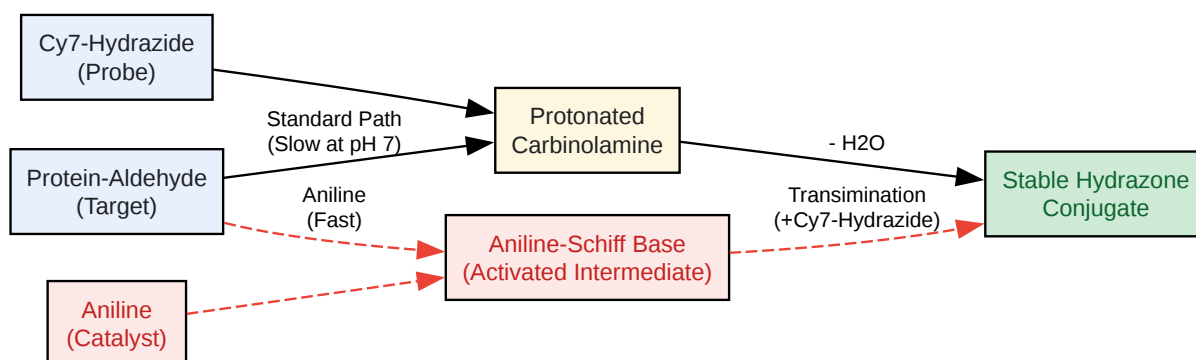 Cy7-Hydrazide
(Probe)
Standard Path
(Slow at pH 7)
Protonated
Carbinolamine
- H2O
Protein-Aldehyde
(Target)
Aniline
(Fast)
Transimination
(+Cy7-Hydrazide)
Stable Hydrazone
Conjugate
Aniline-Schiff Base
(Activated Intermediate)
Aniline
(Catalyst)